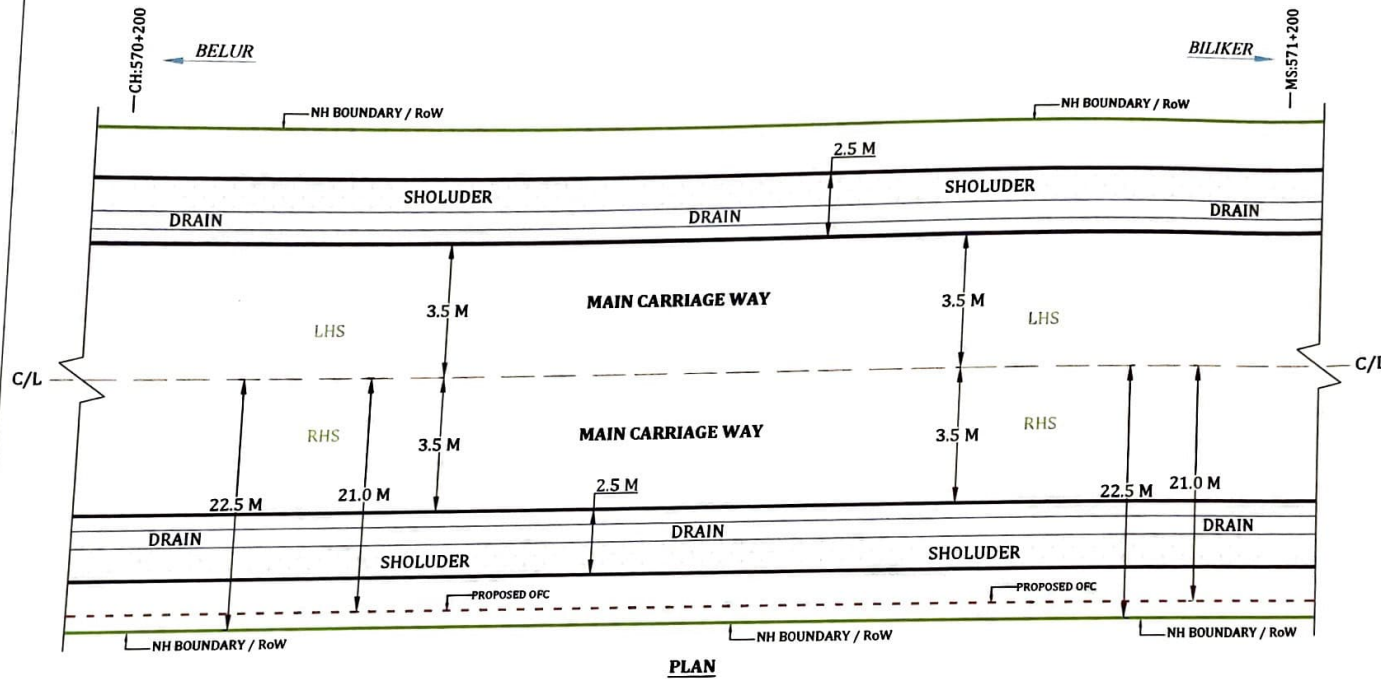 CH:570+200
BELUR
BILIKER
MS:571+200
NH BOUNDARY / RoW
NH BOUNDARY / RoW
2.5 M
SHOLUDER
SHOLUDER
DRAIN
DRAIN
DRAIN
3.5 M
MAIN CARRIAGE WAY
3.5 M
LHS
LHS
C/L
C/L
RHS
3.5 M
MAIN CARRIAGE WAY
3.5 M
RHS
22.5 M
21.0 M
2.5 M
22.5 M
21.0 M
DRAIN
DRAIN
DRAIN
SHOLUDER
SHOLUDER
PROPOSED OFC
PROPOSED OFC
NH BOUNDARY / RoW
NH BOUNDARY / RoW
NH BOUNDARY / RoW
PLAN